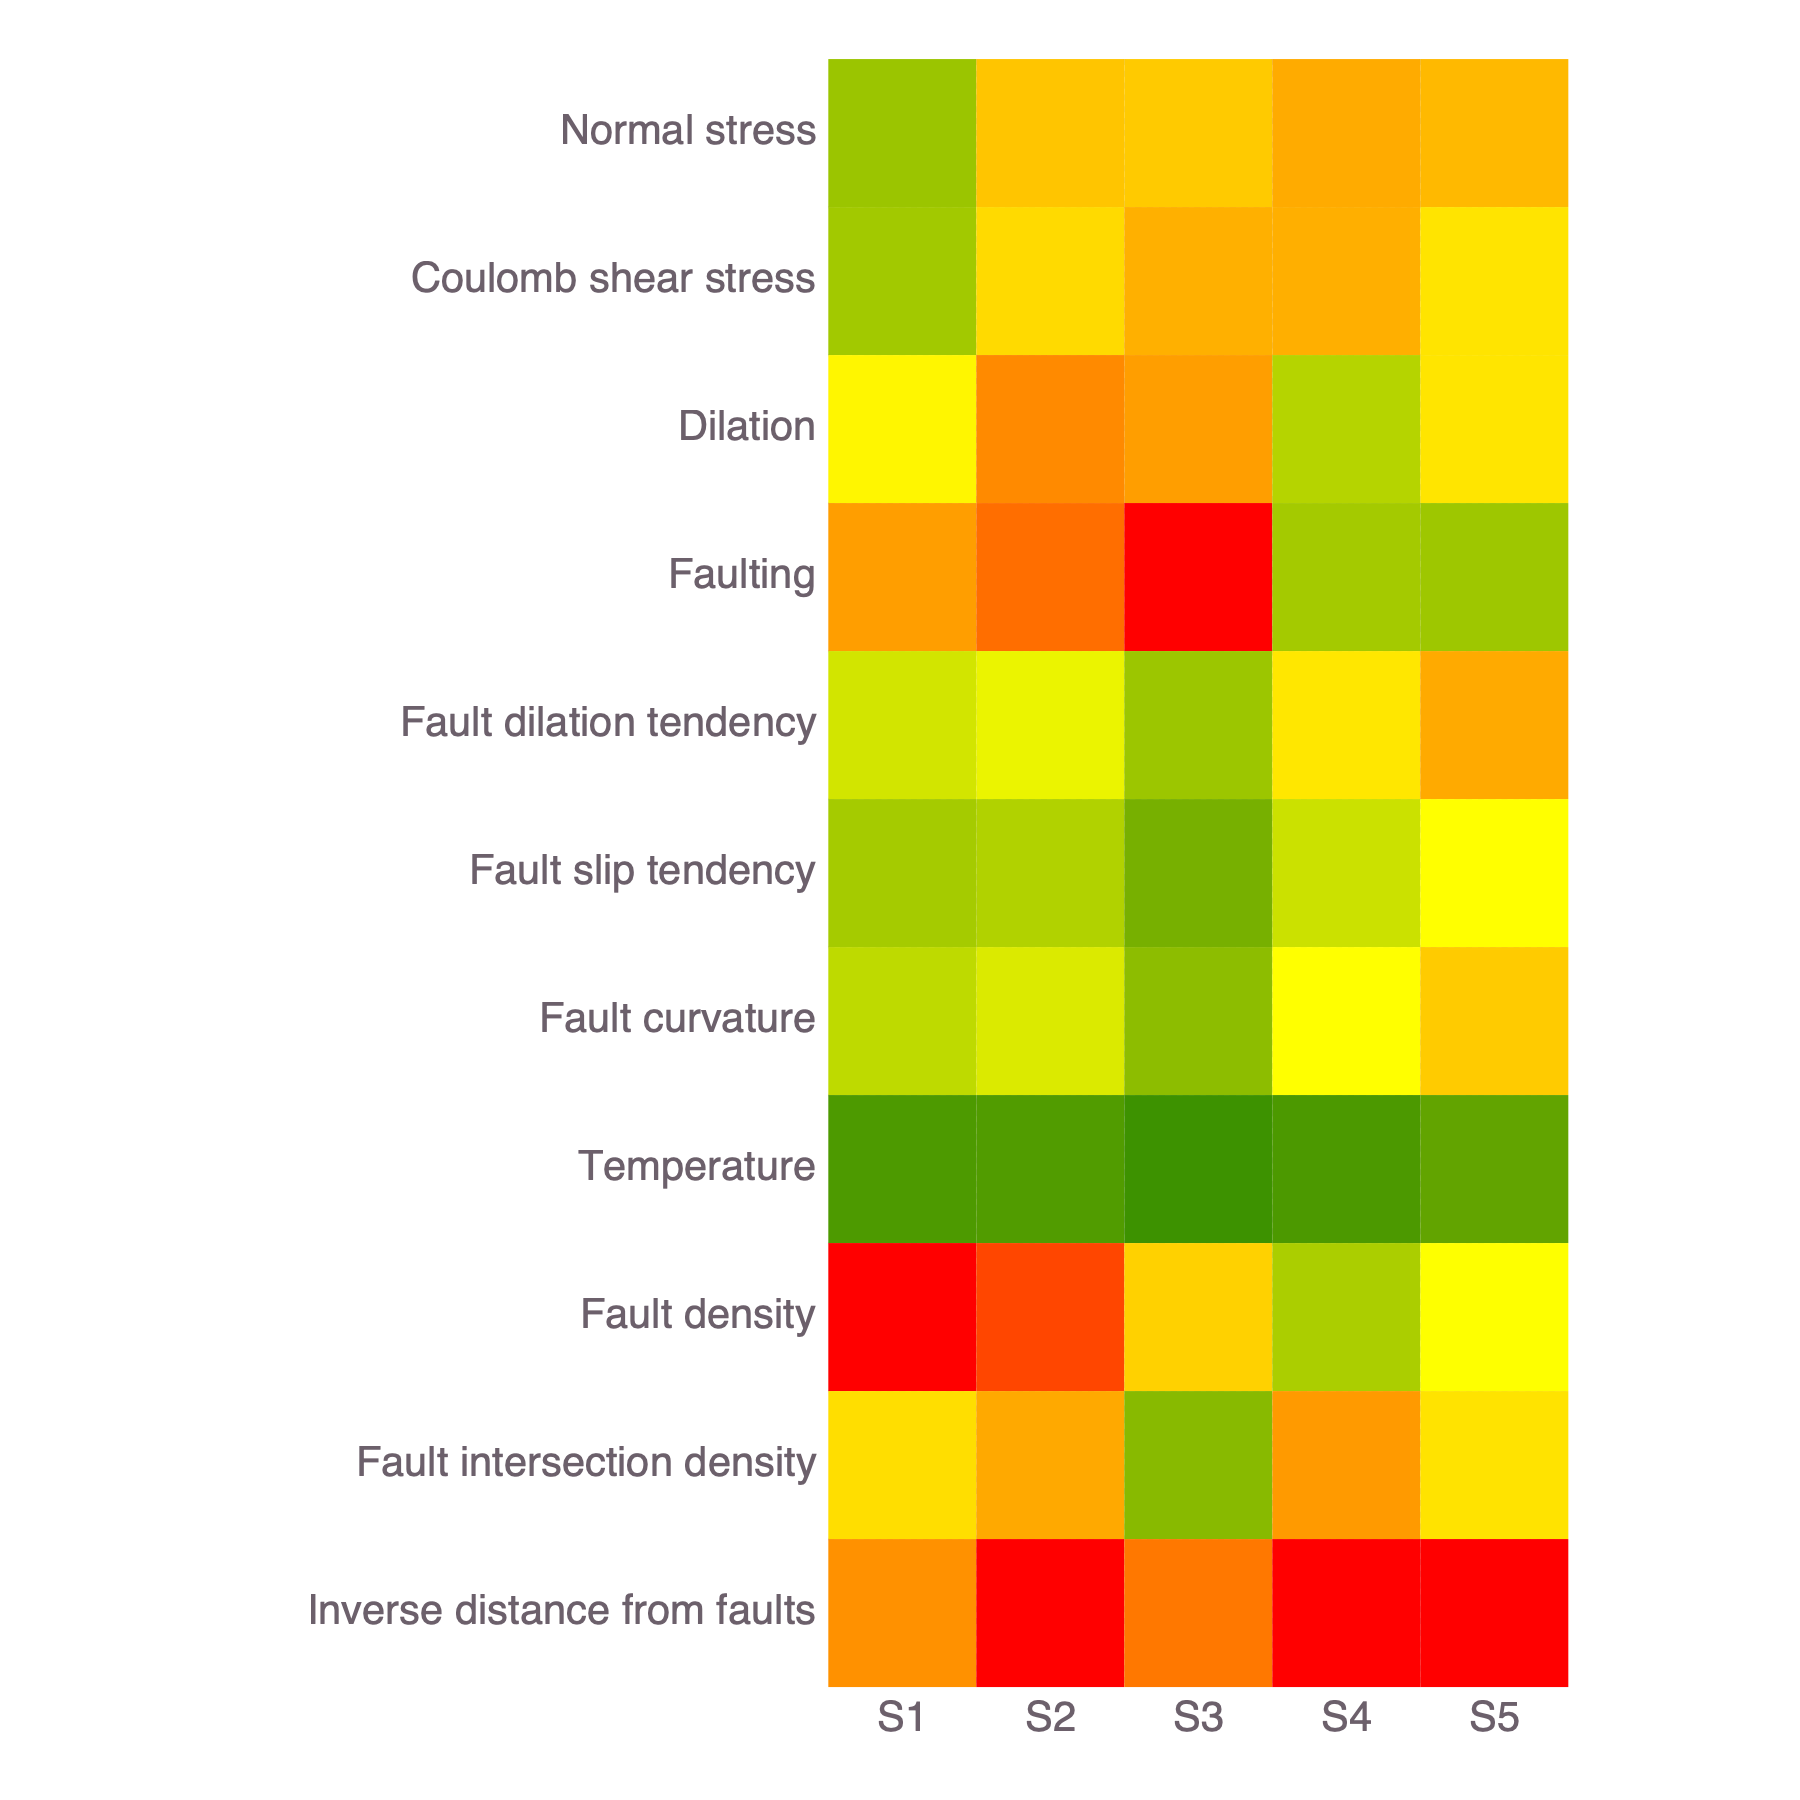 Normal stress
Coulomb shear stress
Dilation
Faulting
Fault dilation tendency
Fault slip tendency
Fault curvature
Temperature
Fault density
Fault intersection density
Inverse distance from faults
S1 S2 S3 S4 S5